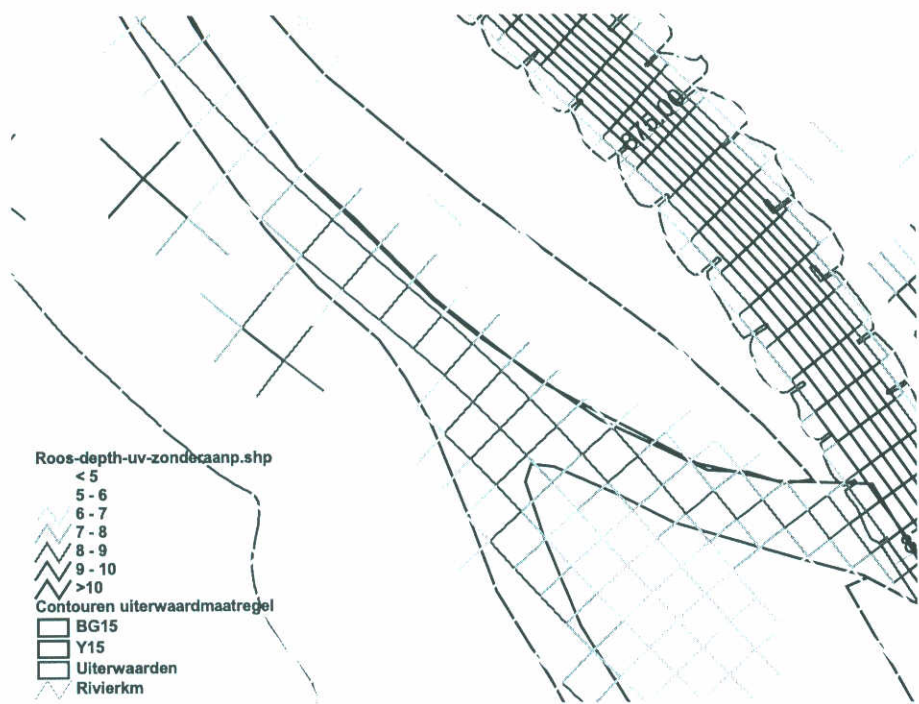 875.00
Roos-depth-uv-zonderaanp.shp
< 5
5 - 6
6 - 7
7 - 8
8 - 9
9 - 10
>10
Contouren uiterwaardmaatregel
BG15
Y15
Uiterwaarden
Rivierkm